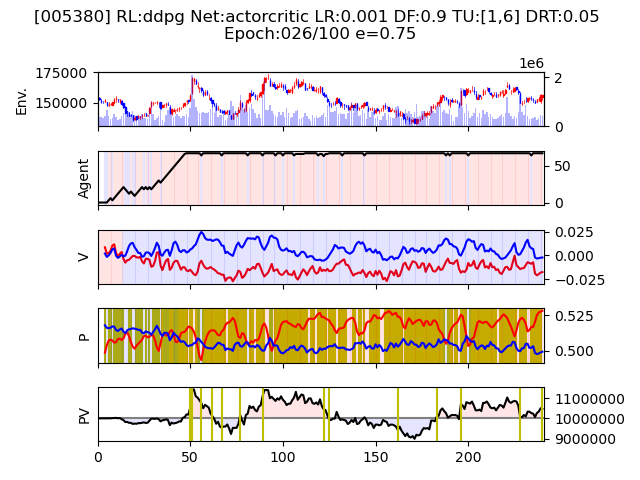 [005380] RL:ddpg Net:actorcritic LR:0.001 DF:0.9 TU:[1,6] DRT:0.05
Epoch:026/100 e=0.75
1e6
175000
150000
Env.
2
0
Agent
50
0
V
0.025
0.000
−0.025
P
0.525
0.500
PV
11000000
10000000
9000000
0
50
100
150
200